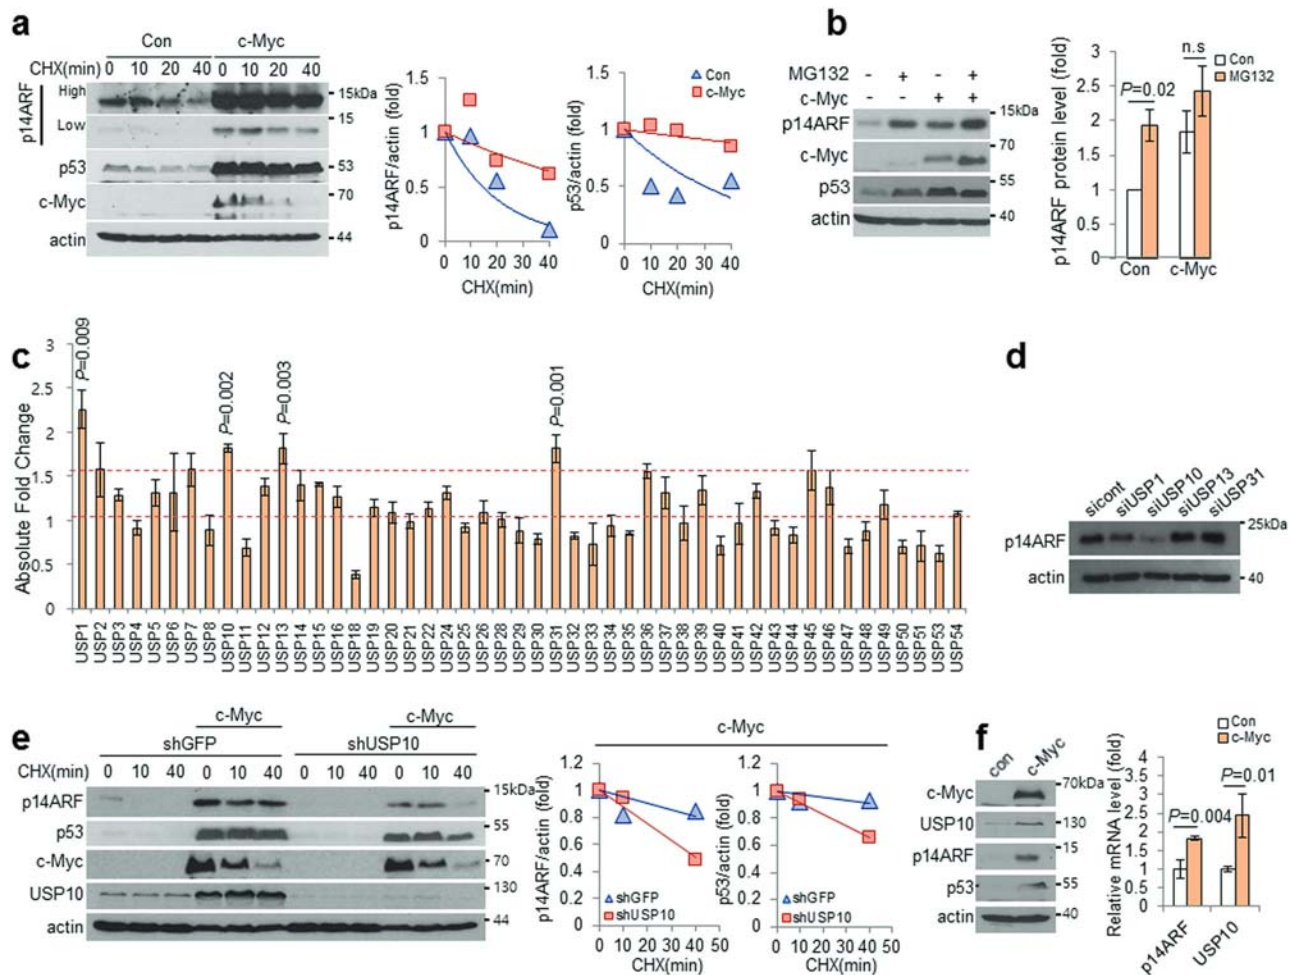 a
Con c-Myc
CHX(min) 0 10 20 40 0 10 20 40
p14ARF High 15kDa
Low 15
p53 53
c-Myc 70
actin 44
p14ARF/actin (fold)
1.5
1
0.5
0
0 10 20 30 40
CHX(min)
p53/actin (fold)
1.5
1
0.5
0
0 10 20 30 40
CHX(min)
Con
c-Myc
b
MG132 - + - +
c-Myc - - + +
p14ARF 15kDa
c-Myc 70
p53 55
actin 40
p14ARF protein level (fold)
3
2.5
2
1.5
1
0.5
0
P=0.02
n.s
Con
MG132
Con c-Myc
c
Absolute Fold Change
3
2.5
2
1.5
1
0.5
0
P=0.009
P=0.002
P=0.003
P=0.001
USP1 USP2 USP3 USP4 USP5 USP6 USP7 USP8 USP10 USP11 USP12 USP13 USP14 USP15 USP16 USP18 USP19 USP20 USP21 USP22 USP24 USP25 USP26 USP28 USP29 USP30 USP31 USP32 USP33 USP34 USP35 USP36 USP37 USP38 USP39 USP40 USP41 USP42 USP43 USP44 USP45 USP46 USP47 USP48 USP49 USP50 USP51 USP53 USP54
d
sicont siUSP1 siUSP10 siUSP13 siUSP31
p14ARF 25kDa
actin 40
e
c-Myc c-Myc
shGFP shUSP10
CHX(min) 0 10 40 0 10 40 0 10 40 0 10 40
p14ARF 15kDa
p53 55
c-Myc 70
USP10 130
actin 44
c-Myc
p14ARF/actin (fold)
1.2
1
0.8
0.6
0.4
0.2
0
shGFP
shUSP10
0 10 20 30 40 50
CHX(min)
p53/actin (fold)
1.2
1
0.8
0.6
0.4
0.2
0
shGFP
shUSP10
0 10 20 30 40 50
CHX(min)
f
con c-Myc
c-Myc 70kDa
USP10 130
p14ARF 15
p53 55
actin 40
Relative mRNA level (fold)
4
3.5
3
2.5
2
1.5
1
0.5
0
Con
c-Myc
P=0.01
P=0.004
p14ARF USP10